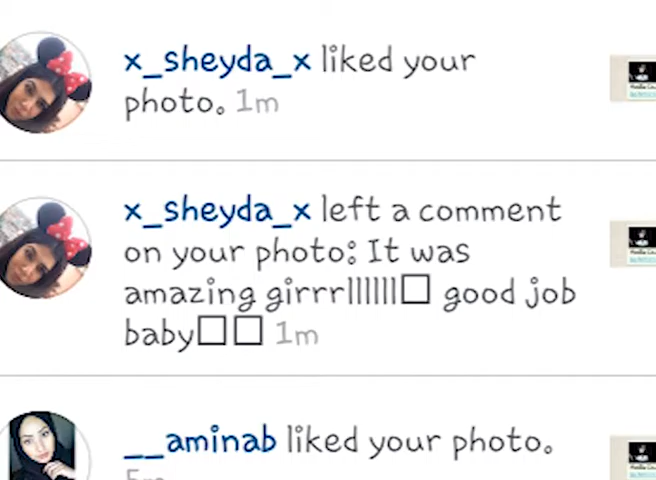 x_sheyda_x liked your
photo. 1m
x_sheyda_x left a comment
on your photo: It was
amazing girrrllllll□ good job
baby□□ 1m
__aminab liked your photo.
5m